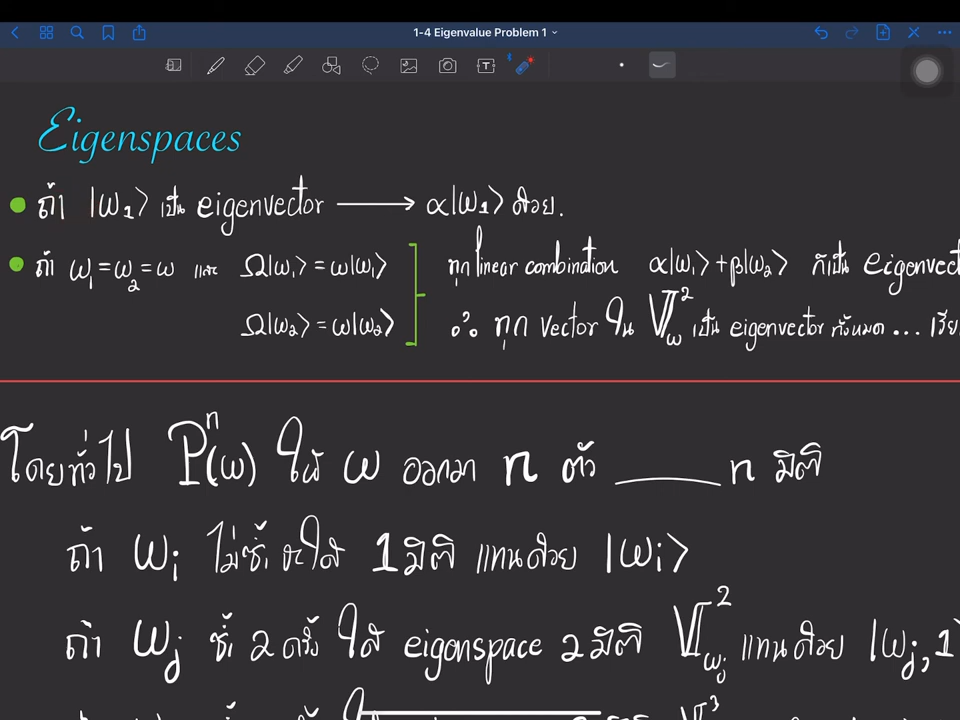 1-4 Eigenvalue Problem 1
Eigenspaces
ถ้า |ω₁⟩ เป็น eigenvector ⟶ α|ω₁⟩ ด้วย.
ถ้า ω₁=ω₂=ω และ Ω|ω₁⟩=ω|ω₁⟩ ทุก linear combination α|ω₁⟩+β|ω₂⟩ ก็เป็น eigenvect
Ω|ω₂⟩=ω|ω₂⟩ ∴ ทุก vector ใน 𝕍²_ω เป็น eigenvector ทั้งหมด ... เรีย
โดยทั่วไป Pⁿ(ω) ให้ ω ออกมา n ตัว ____ n มิติ
ถ้า ωᵢ ไม่ซ้ำ จะได้ 1 มิติ แทนด้วย |ωᵢ⟩
ถ้า ωⱼ ซ้ำ 2 ครั้ง ได้ eigenspace 2 มิติ 𝕍²_ωⱼ แทนด้วย |ωⱼ,1⟩
𝕍³